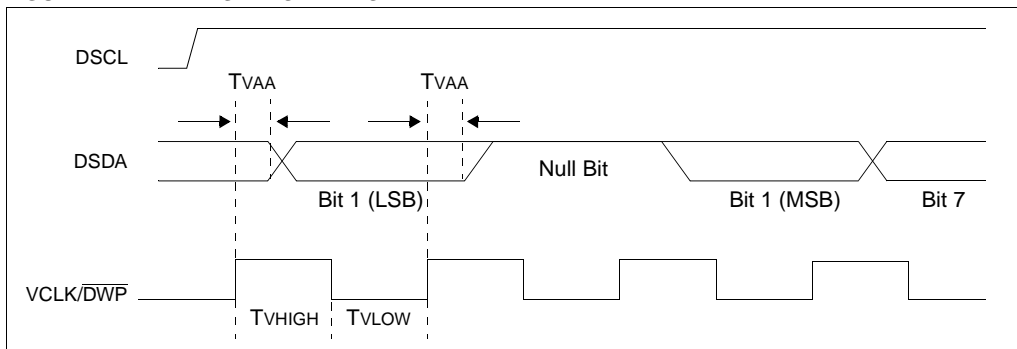 DSCL
TVAA TVAA
DSDA
Null Bit
Bit 1 (LSB) Bit 1 (MSB) Bit 7
VCLK/DWP
TVHIGH TVLOW